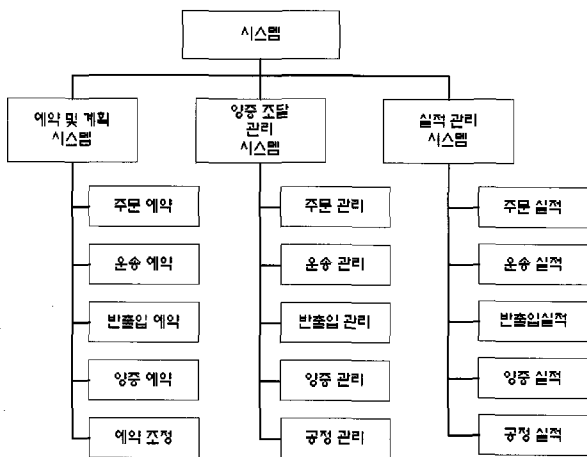 시스템
예약 및 계획
시스템
양중 조달
관리
시스템
실적 관리
시스템
주문 예약
주문 관리
주문 실적
운송 예약
운송 관리
운송 실적
반출입 예약
반출입 관리
반출입실적
양중 예약
양중 관리
양중 실적
예약 조정
공정 관리
공정 실적